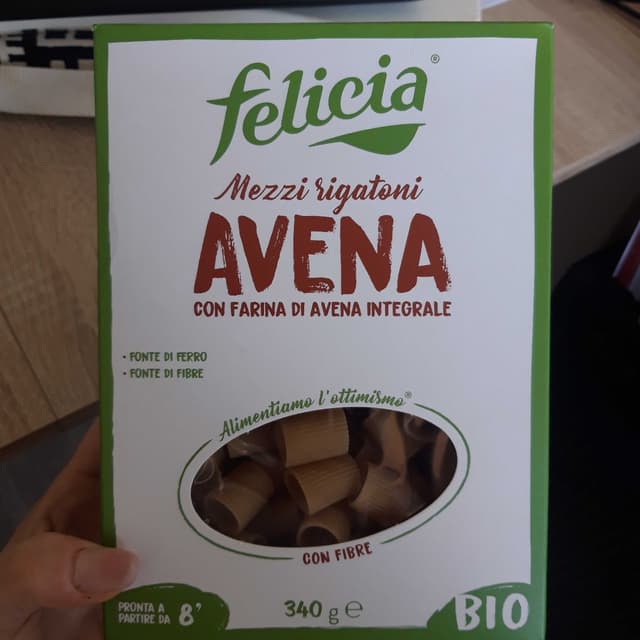 felicia®
Mezzi rigatoni
AVENA
CON FARINA DI AVENA INTEGRALE
• FONTE DI FERRO
• FONTE DI FIBRE
Alimentiamo l'ottimismo®
CON FIBRE
PRONTA A
PARTIRE DA 8'
340 g e
BIO